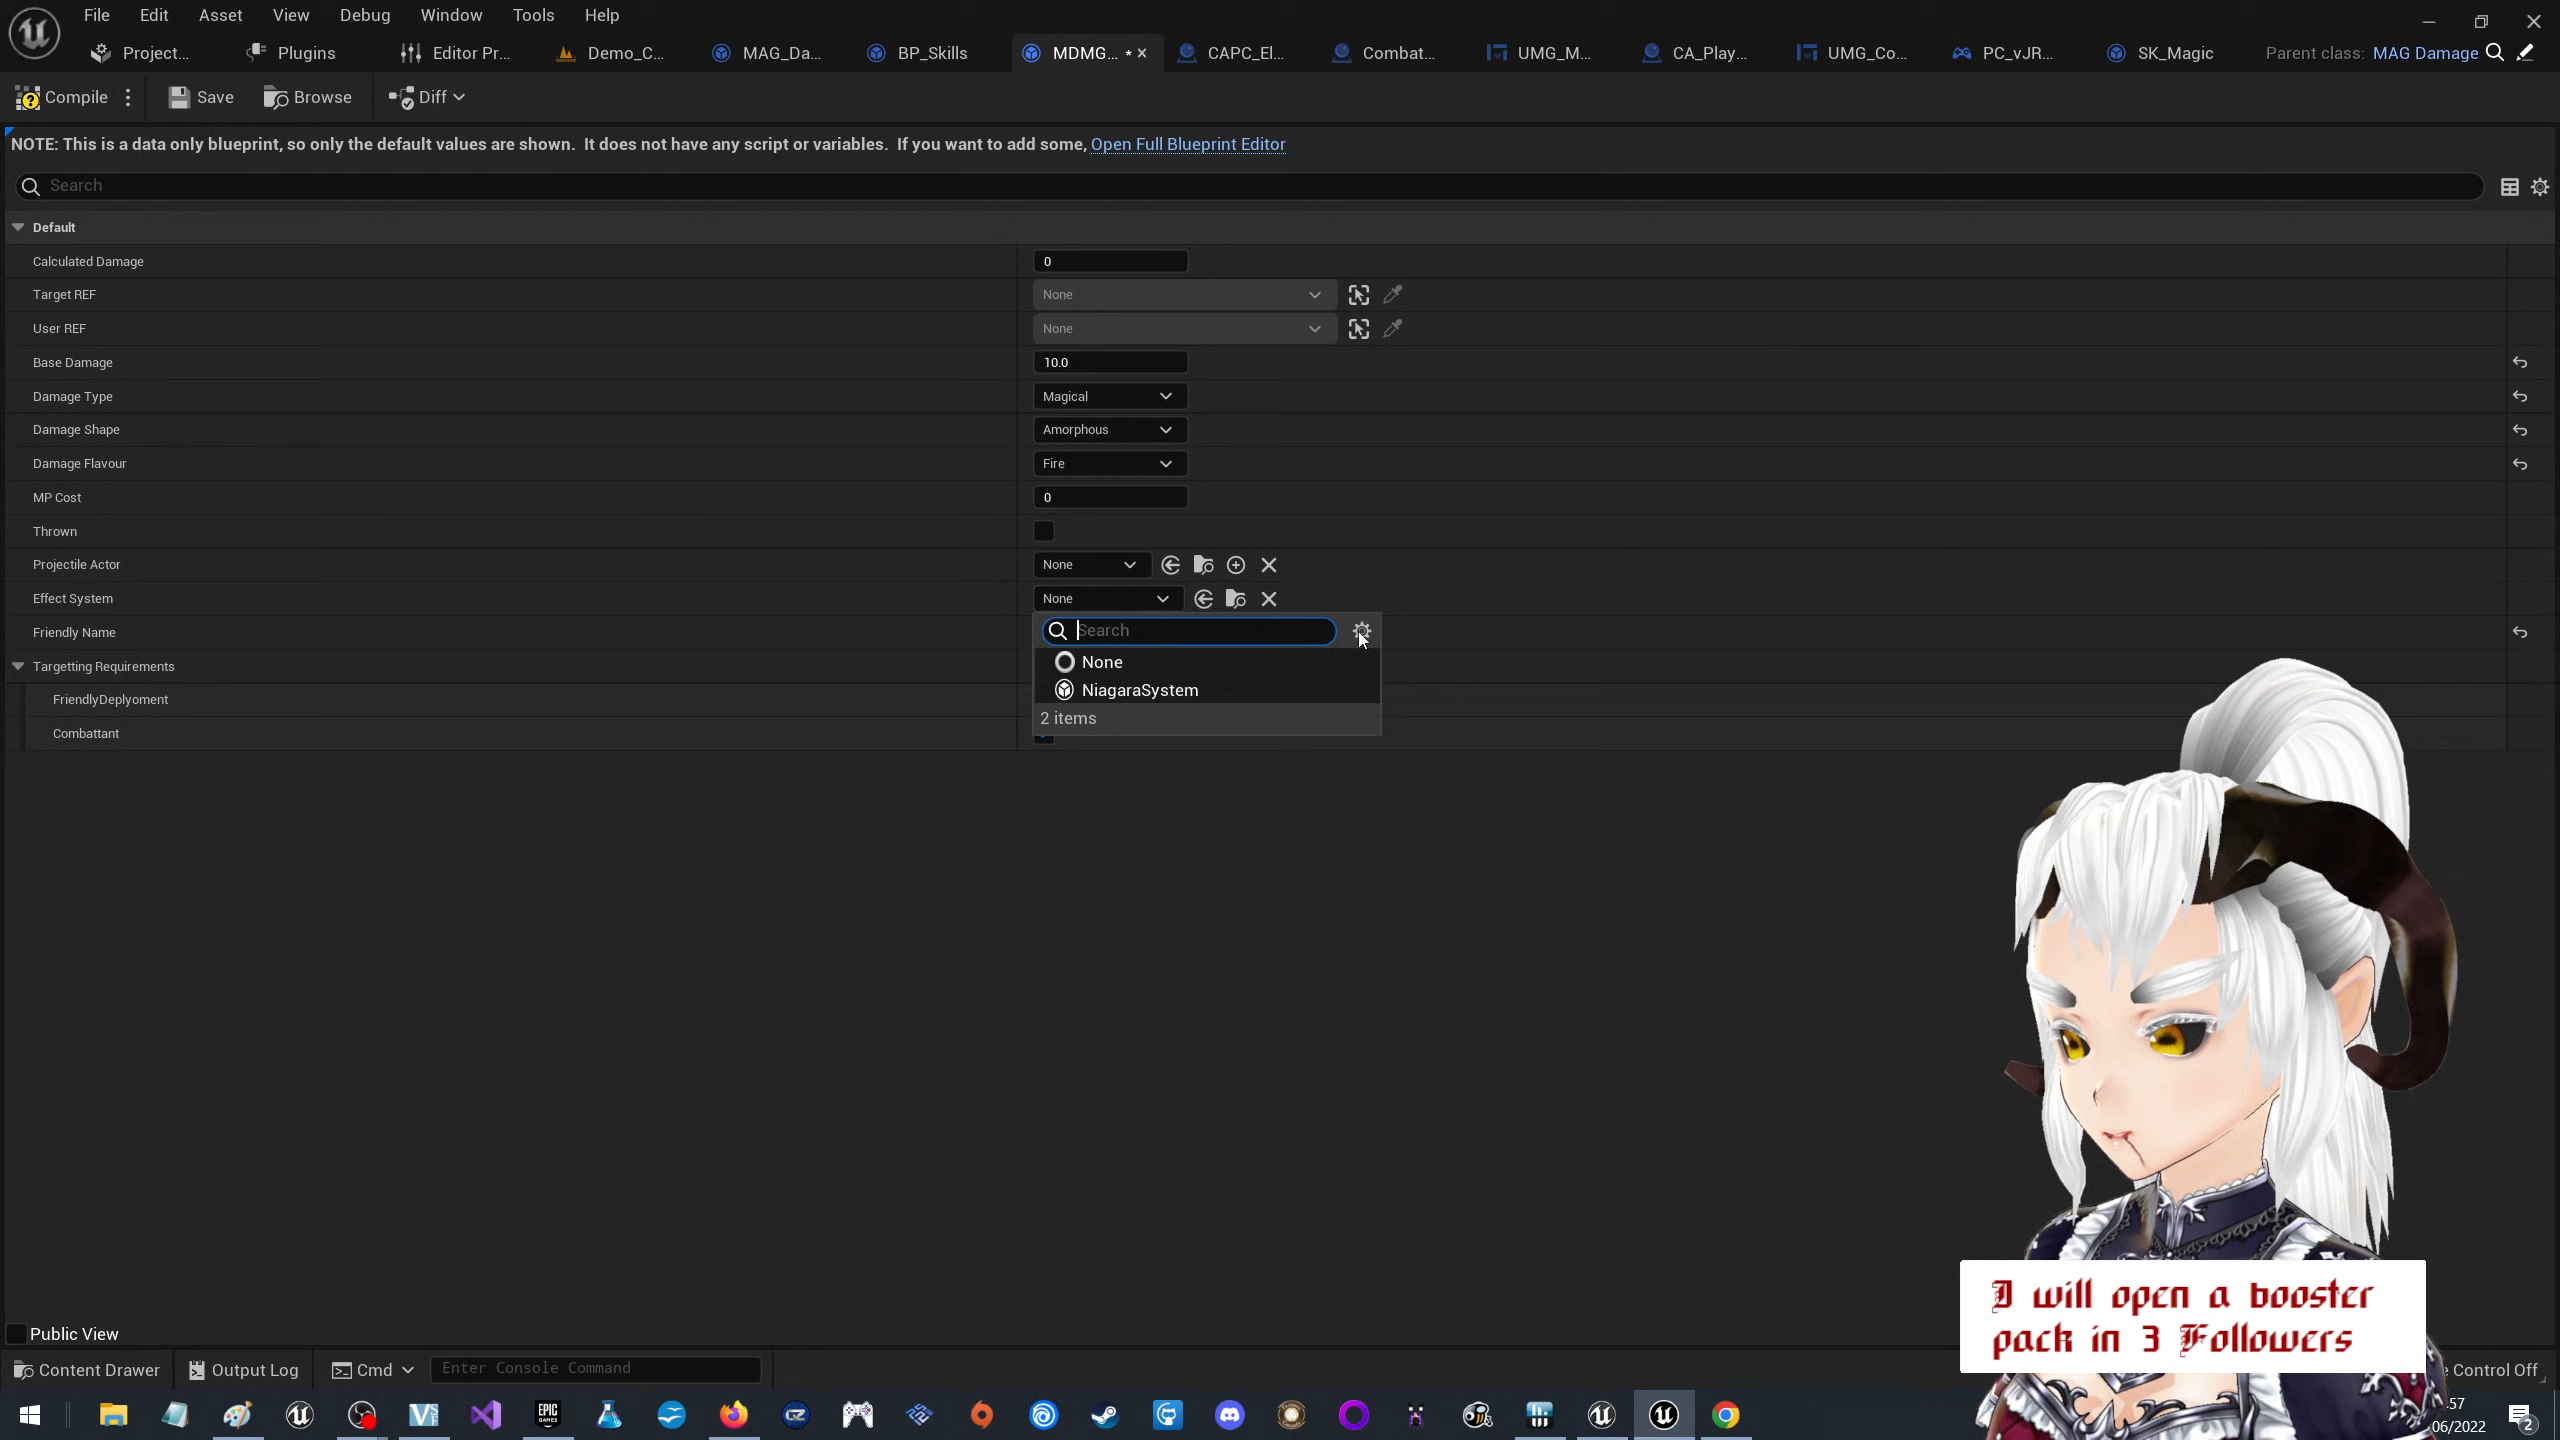 File Edit Asset View Debug Window Tools Help
Project... Plugins Editor Pr... Demo_C... MAG_Da... BP_Skills MDMG... * CAPC_El... Combat... UMG_M... CA_Play... UMG_Co... PC_vJR... SK_Magic Parent class: MAG Damage
Compile Save Browse Diff
NOTE: This is a data only blueprint, so only the default values are shown. It does not have any script or variables. If you want to add some, Open Full Blueprint Editor
Search
Default
Calculated Damage 0
Target REF None
User REF None
Base Damage 10.0
Damage Type Magical
Damage Shape Amorphous
Damage Flavour Fire
MP Cost 0
Thrown
Projectile Actor None
Effect System None
Friendly Name Search
None
Targetting Requirements
NiagaraSystem
FriendlyDeplyoment
2 items
Combattant
I will open a booster
pack in 3 Followers
Public View
Content Drawer Output Log Cmd Enter Console Command e Control Off
EPIC GAMES
:57
06/2022
2